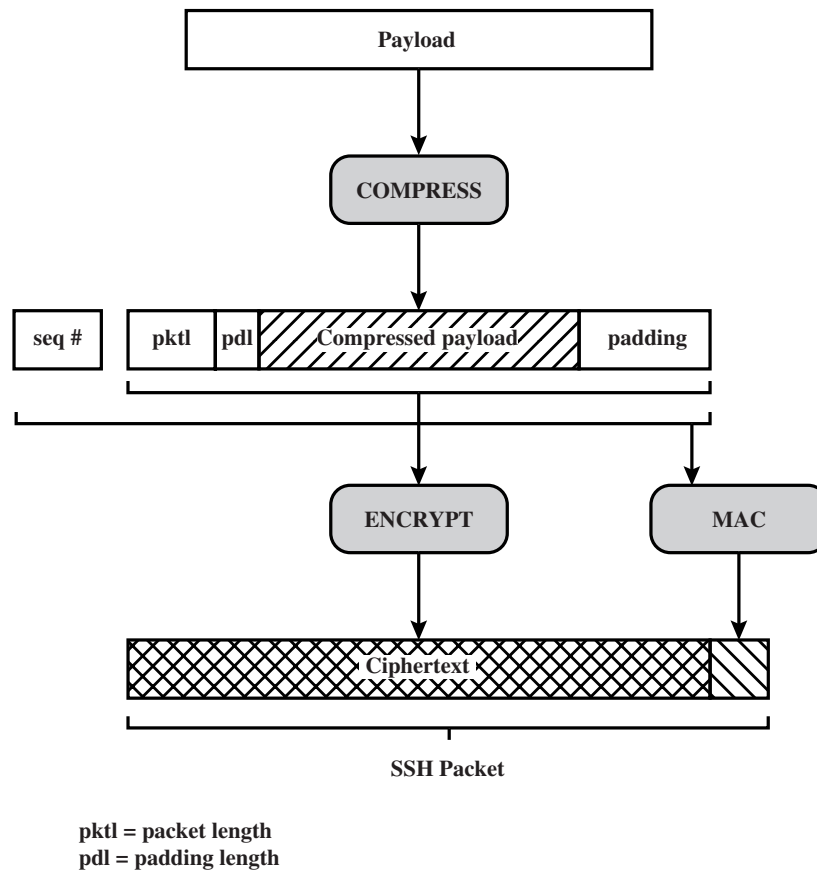 Payload
COMPRESS
seq # pktl pdl Compressed payload padding
ENCRYPT MAC
Ciphertext
SSH Packet
pktl = packet length
pdl = padding length